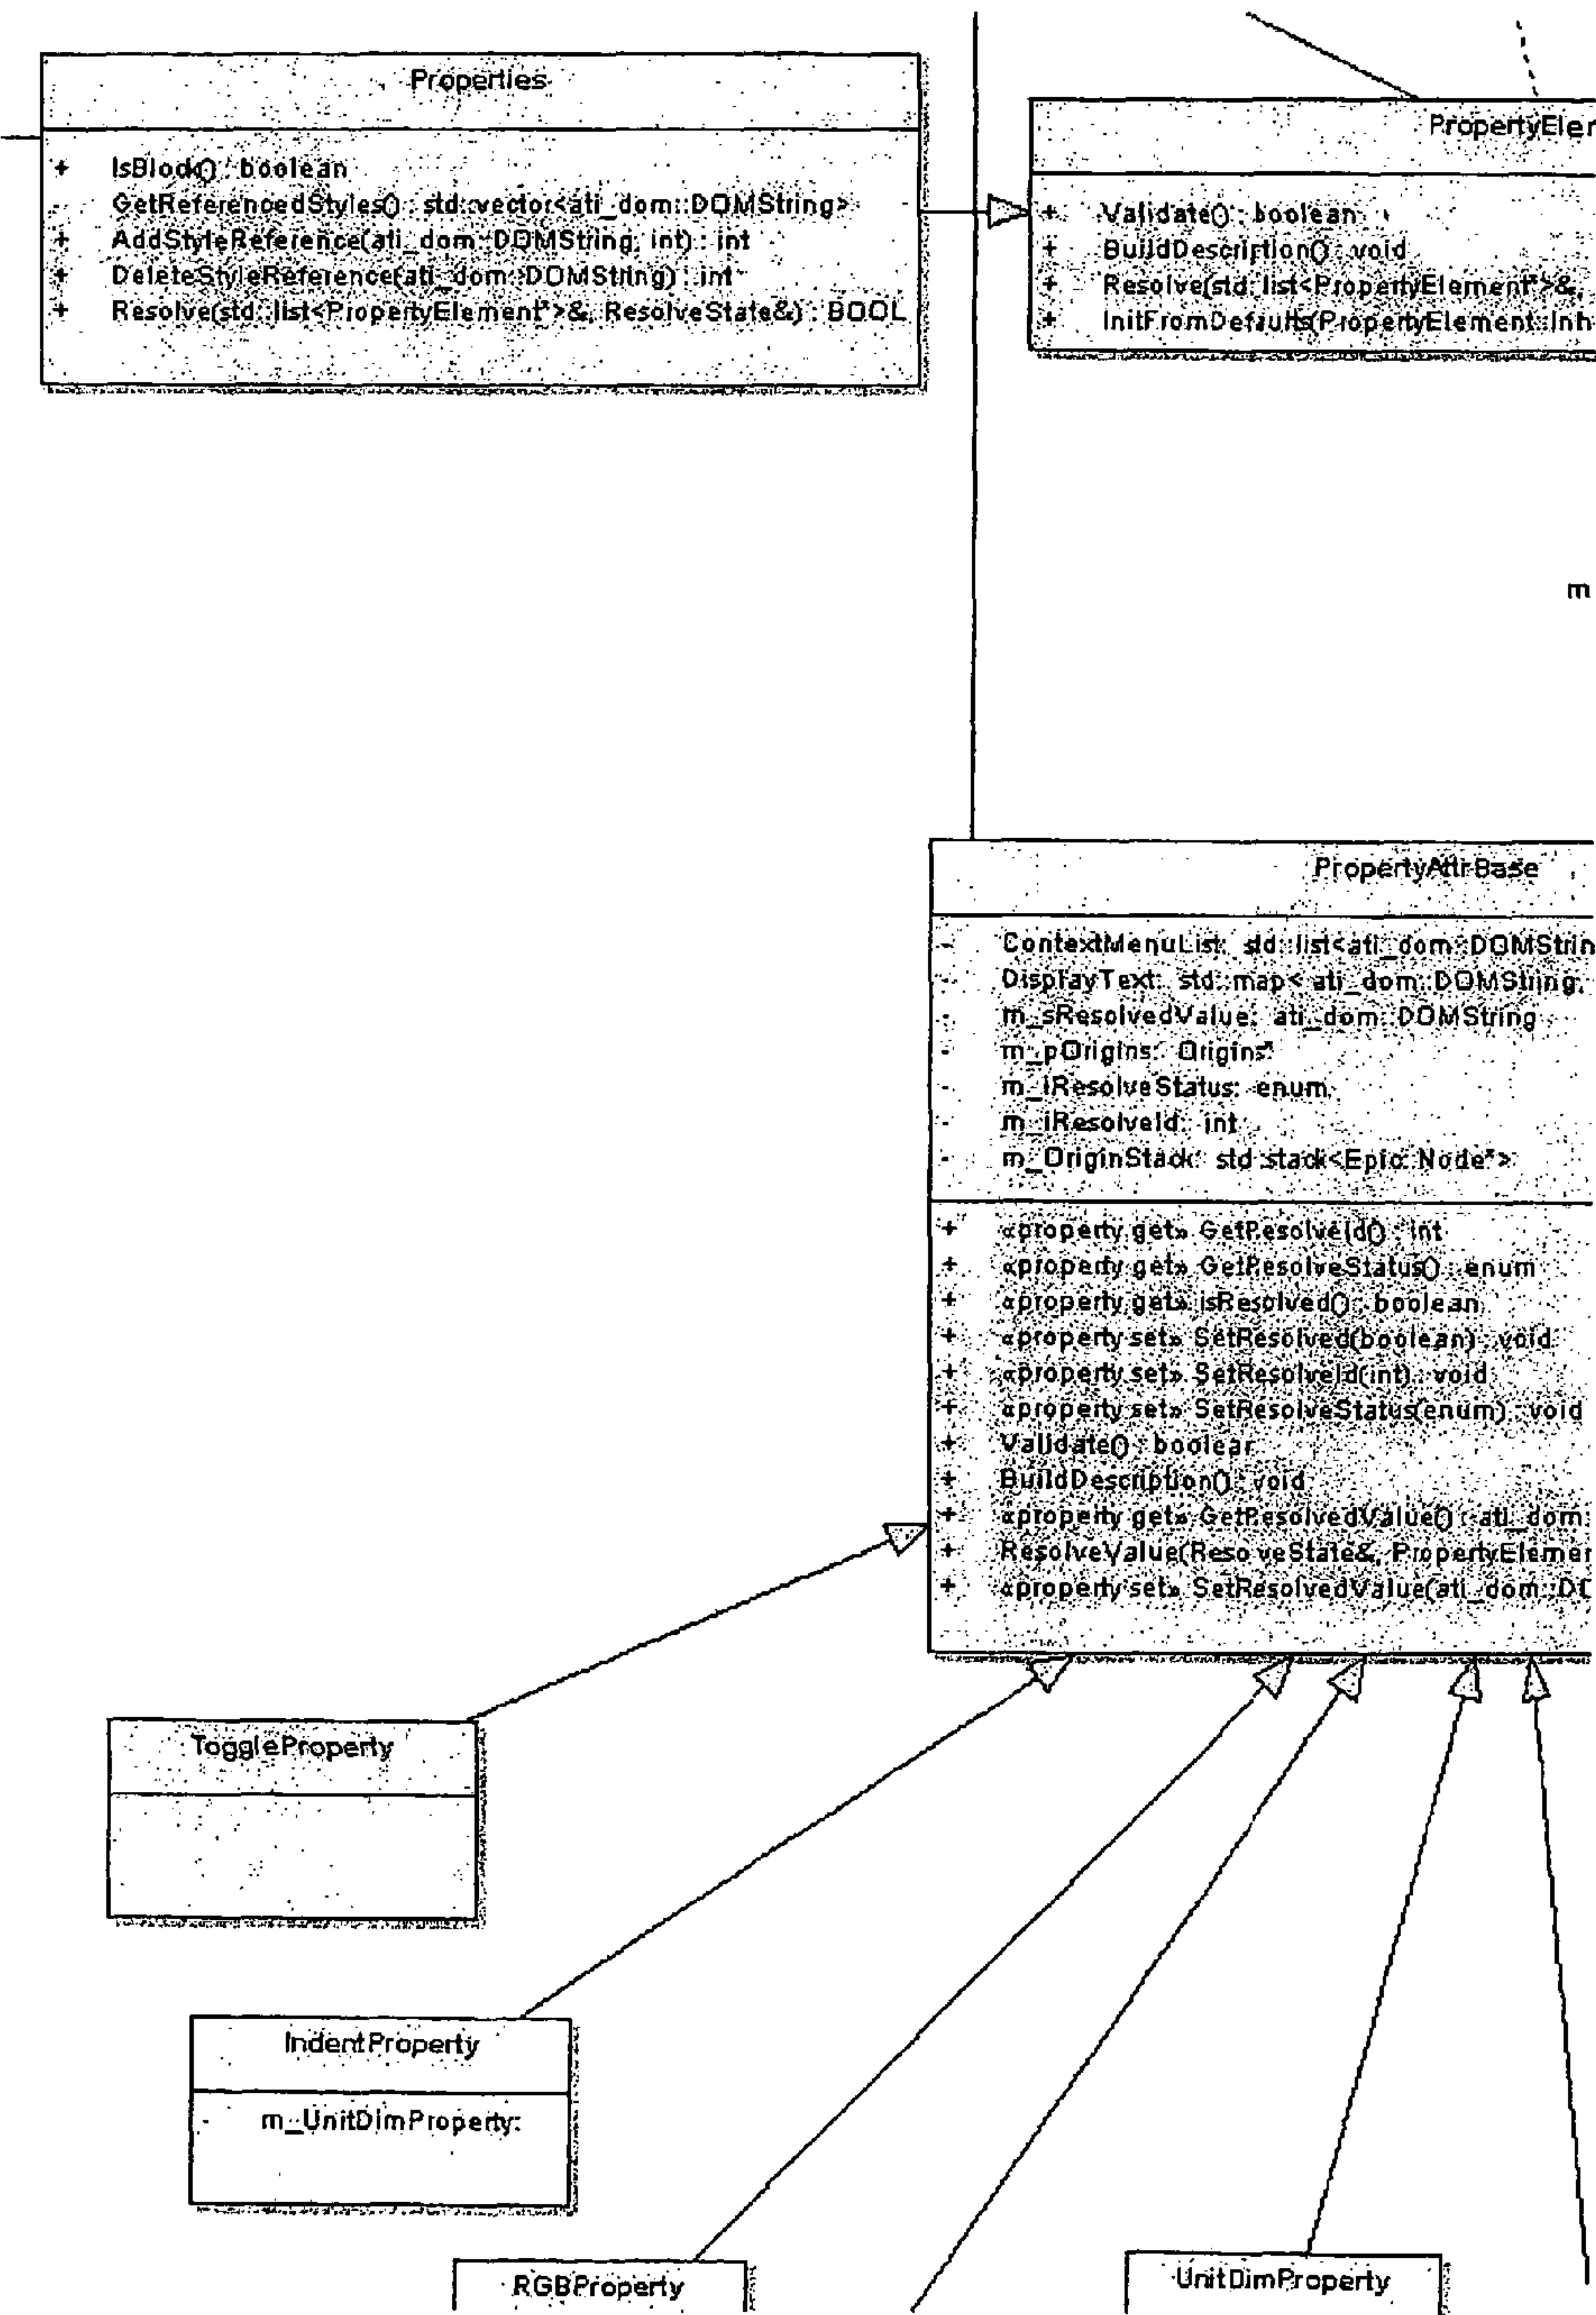 Properties
+ IsBlock() : boolean
- GetReferencedStyles() : std::vector<ati_dom::DOMString>
+ AddStyleReference(ati_dom::DOMString, int) : int
+ DeleteStyleReference(ati_dom::DOMString) : int
+ Resolve(std::list<PropertyElement*>&, ResolveState&) : BOOL
PropertyElem
+ Validate() : boolean
+ BuildDescription() : void
+ Resolve(std::list<PropertyElement*>&,
+ InitFromDefaults(PropertyElement::Inh
m
PropertyAttrBase
- ContextMenuList: std::list<ati_dom::DOMStrin
- DisplayText: std::map< ati_dom::DOMString,
- m_sResolvedValue: ati_dom::DOMString
- m_pOrigins: Origins*
- m_iResolveStatus: enum
- m_iResolveId: int
- m_OriginStack: std::stack<Epic::Node*>
+ «property get» GetResolveId() : int
+ «property get» GetResolveStatus() : enum
+ «property get» IsResolved() : boolean
+ «property set» SetResolved(boolean) : void
+ «property set» SetResolveId(int) : void
+ «property set» SetResolveStatus(enum) : void
+ Validate() : boolean
+ BuildDescription() : void
+ «property get» GetResolvedValue() : ati_dom:
+ ResolveValue(ResolveState&, PropertyElemer
+ «property set» SetResolvedValue(ati_dom::DO
ToggleProperty
IndentProperty
- m_UnitDimProperty:
RGBProperty
UnitDimProperty